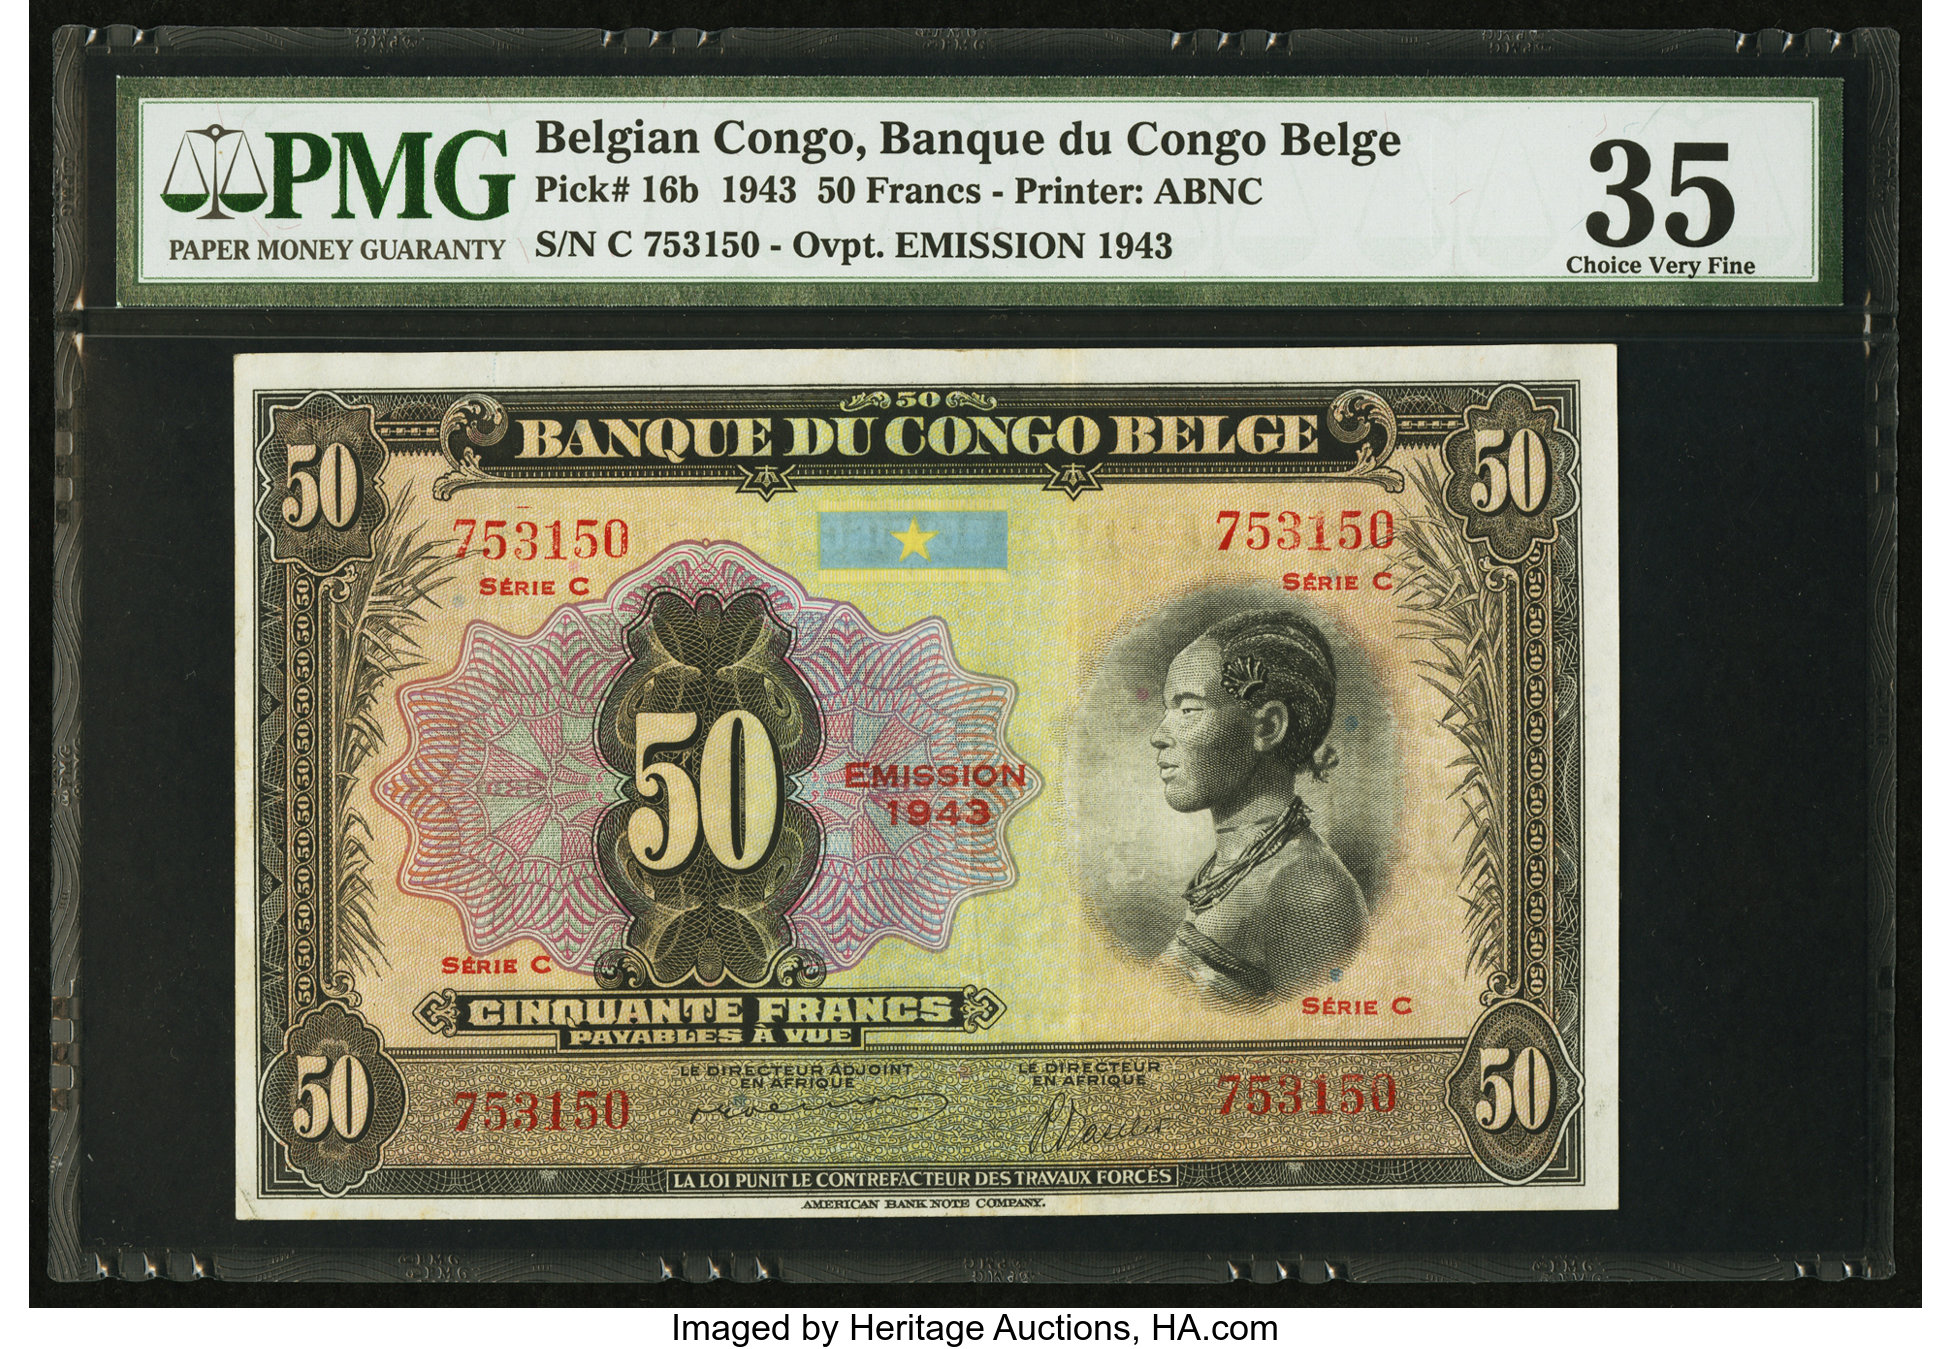 PMG
PAPER MONEY GUARANTY
Belgian Congo, Banque du Congo Belge
Pick# 16b 1943 50 Francs - Printer: ABNC
S/N C 753150 - Ovpt. EMISSION 1943
35
Choice Very Fine
50
BANQUE DU CONGO BELGE
50
50
753150
SÉRIE C
753150
SÉRIE C
50
EMISSION
1943
SÉRIE C
SÉRIE C
CINQUANTE FRANCS
PAYABLES À VUE
LE DIRECTEUR ADJOINT
EN AFRIQUE
LE DIRECTEUR
EN AFRIQUE
50
753150
753150
50
LA LOI PUNIT LE CONTREFACTEUR DES TRAVAUX FORCÉS
AMERICAN BANK NOTE COMPANY.
Imaged by Heritage Auctions, HA.com